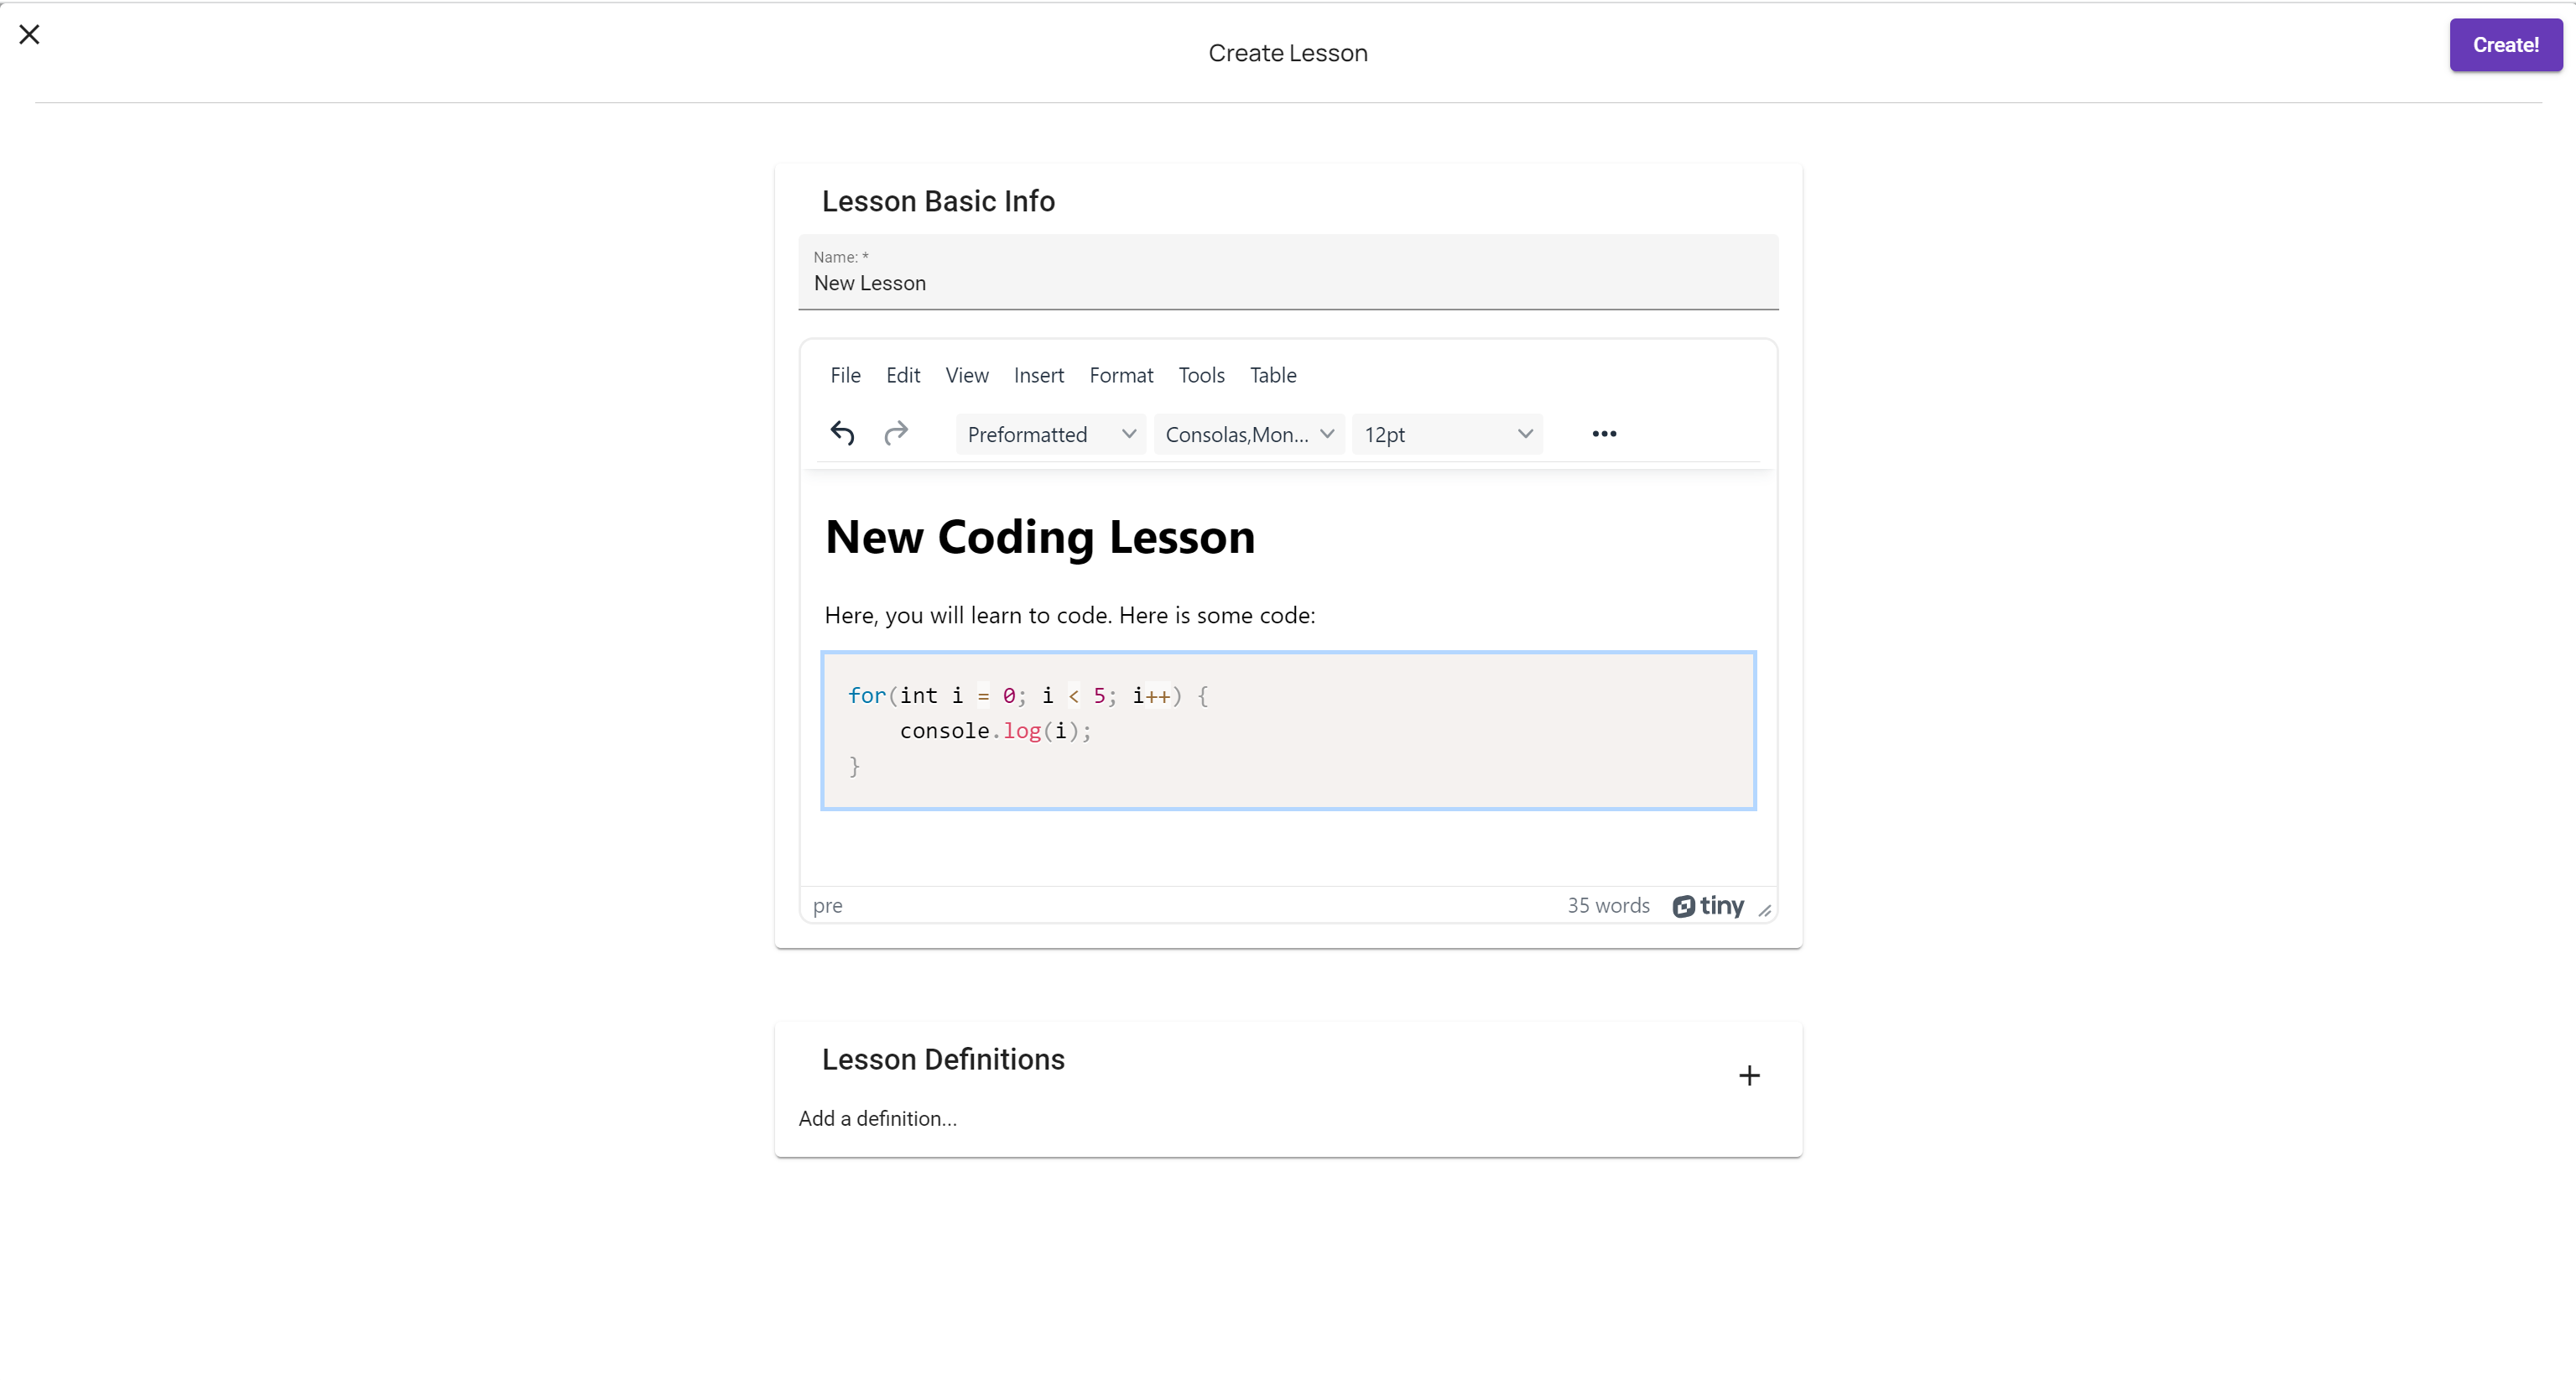 Create Lesson
Create!
Lesson Basic Info
Name: *
New Lesson
File Edit View Insert Format Tools Table
Preformatted Consolas,Mon... 12pt
New Coding Lesson
Here, you will learn to code. Here is some code:
for(int i = 0; i < 5; i++) {
    console.log(i);
}
pre 35 words tiny
Lesson Definitions
Add a definition...